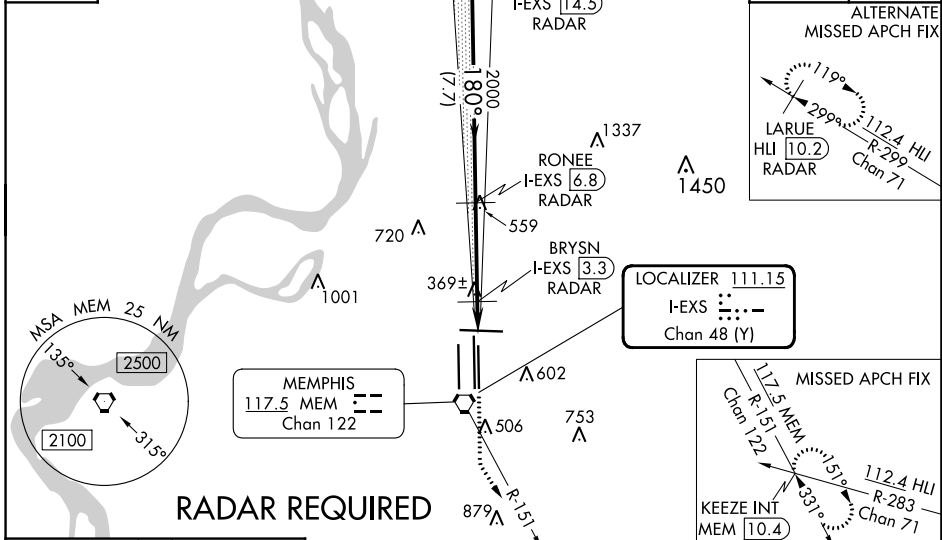 I-EXS 14.5
RADAR
2000
180°
(7.7)
ALTERNATE
MISSED APCH FIX
119°
299°
LARUE
HLI 10.2
RADAR
112.4 HLI
R-299
Chan 71
1337
1450
RONEE
I-EXS 6.8
RADAR
559
720
BRYSN
I-EXS 3.3
RADAR
369±
1001
LOCALIZER 111.15
I-EXS
Chan 48 (Y)
MSA MEM 25 NM
135°
2500
2100
315°
MEMPHIS
117.5 MEM
Chan 122
602
506
753
879
R-151
RADAR REQUIRED
MISSED APCH FIX
117.5 MEM
R-151
Chan 122
151°
331°
112.4 HLI
R-283
Chan 71
KEEZE INT
MEM 10.4